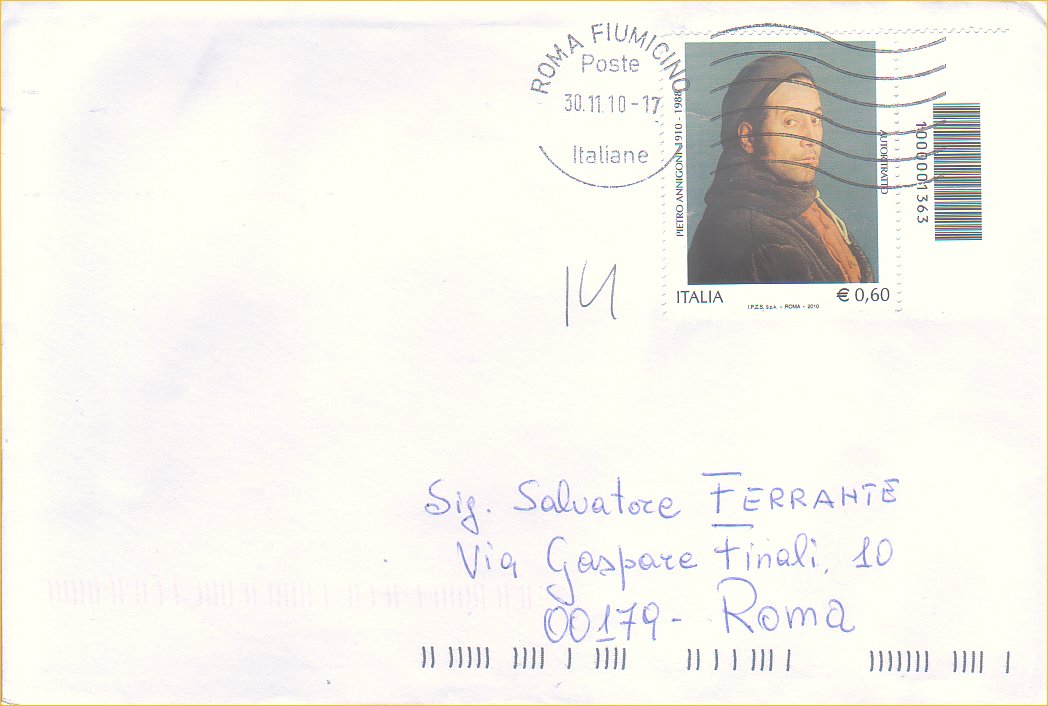 ROMA FIUMICINO
Poste
30.11.10-17
Italiane
PIETRO ANNIGONI 1910-1988
AUTORITRATTO
1000001363
ITALIA
€ 0,60
I.P.Z.S. S.p.A. - ROMA - 2010
14
Sig. Salvatore FERRANTE
Via Gaspare Finali, 10
00179- Roma